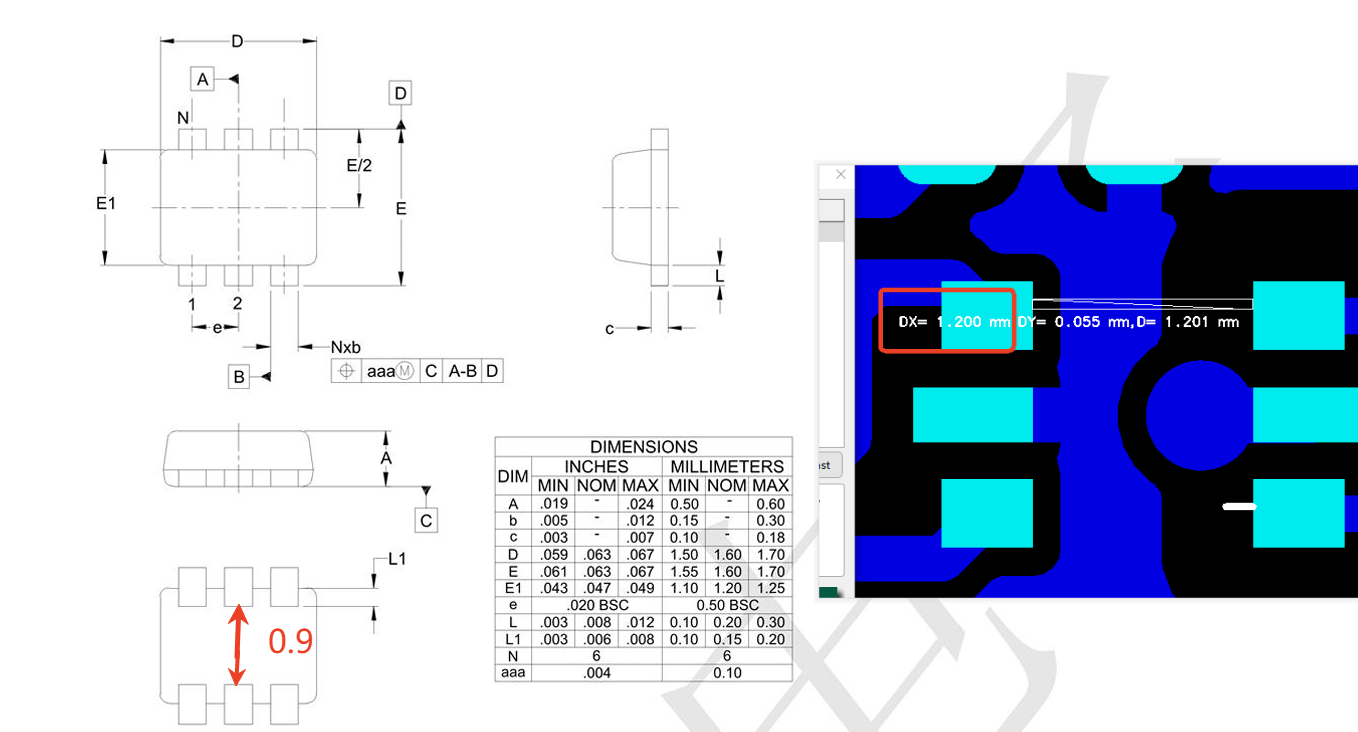 D
A
D
N
E/2
E1
E
1
2
L
e
c
Nxb
B
aaa M C A-B D
A
C
L1
0.9
DIMENSIONS
DIM INCHES MILLIMETERS
MIN NOM MAX MIN NOM MAX
A .019 - .024 0.50 - 0.60
b .005 - .012 0.15 - 0.30
c .003 - .007 0.10 - 0.18
D .059 .063 .067 1.50 1.60 1.70
E .061 .063 .067 1.55 1.60 1.70
E1 .043 .047 .049 1.10 1.20 1.25
e .020 BSC 0.50 BSC
L .003 .008 .012 0.10 0.20 0.30
L1 .003 .006 .008 0.10 0.15 0.20
N 6 6
aaa .004 0.10
DX= 1.200 mm DY= 0.055 mm,D= 1.201 mm